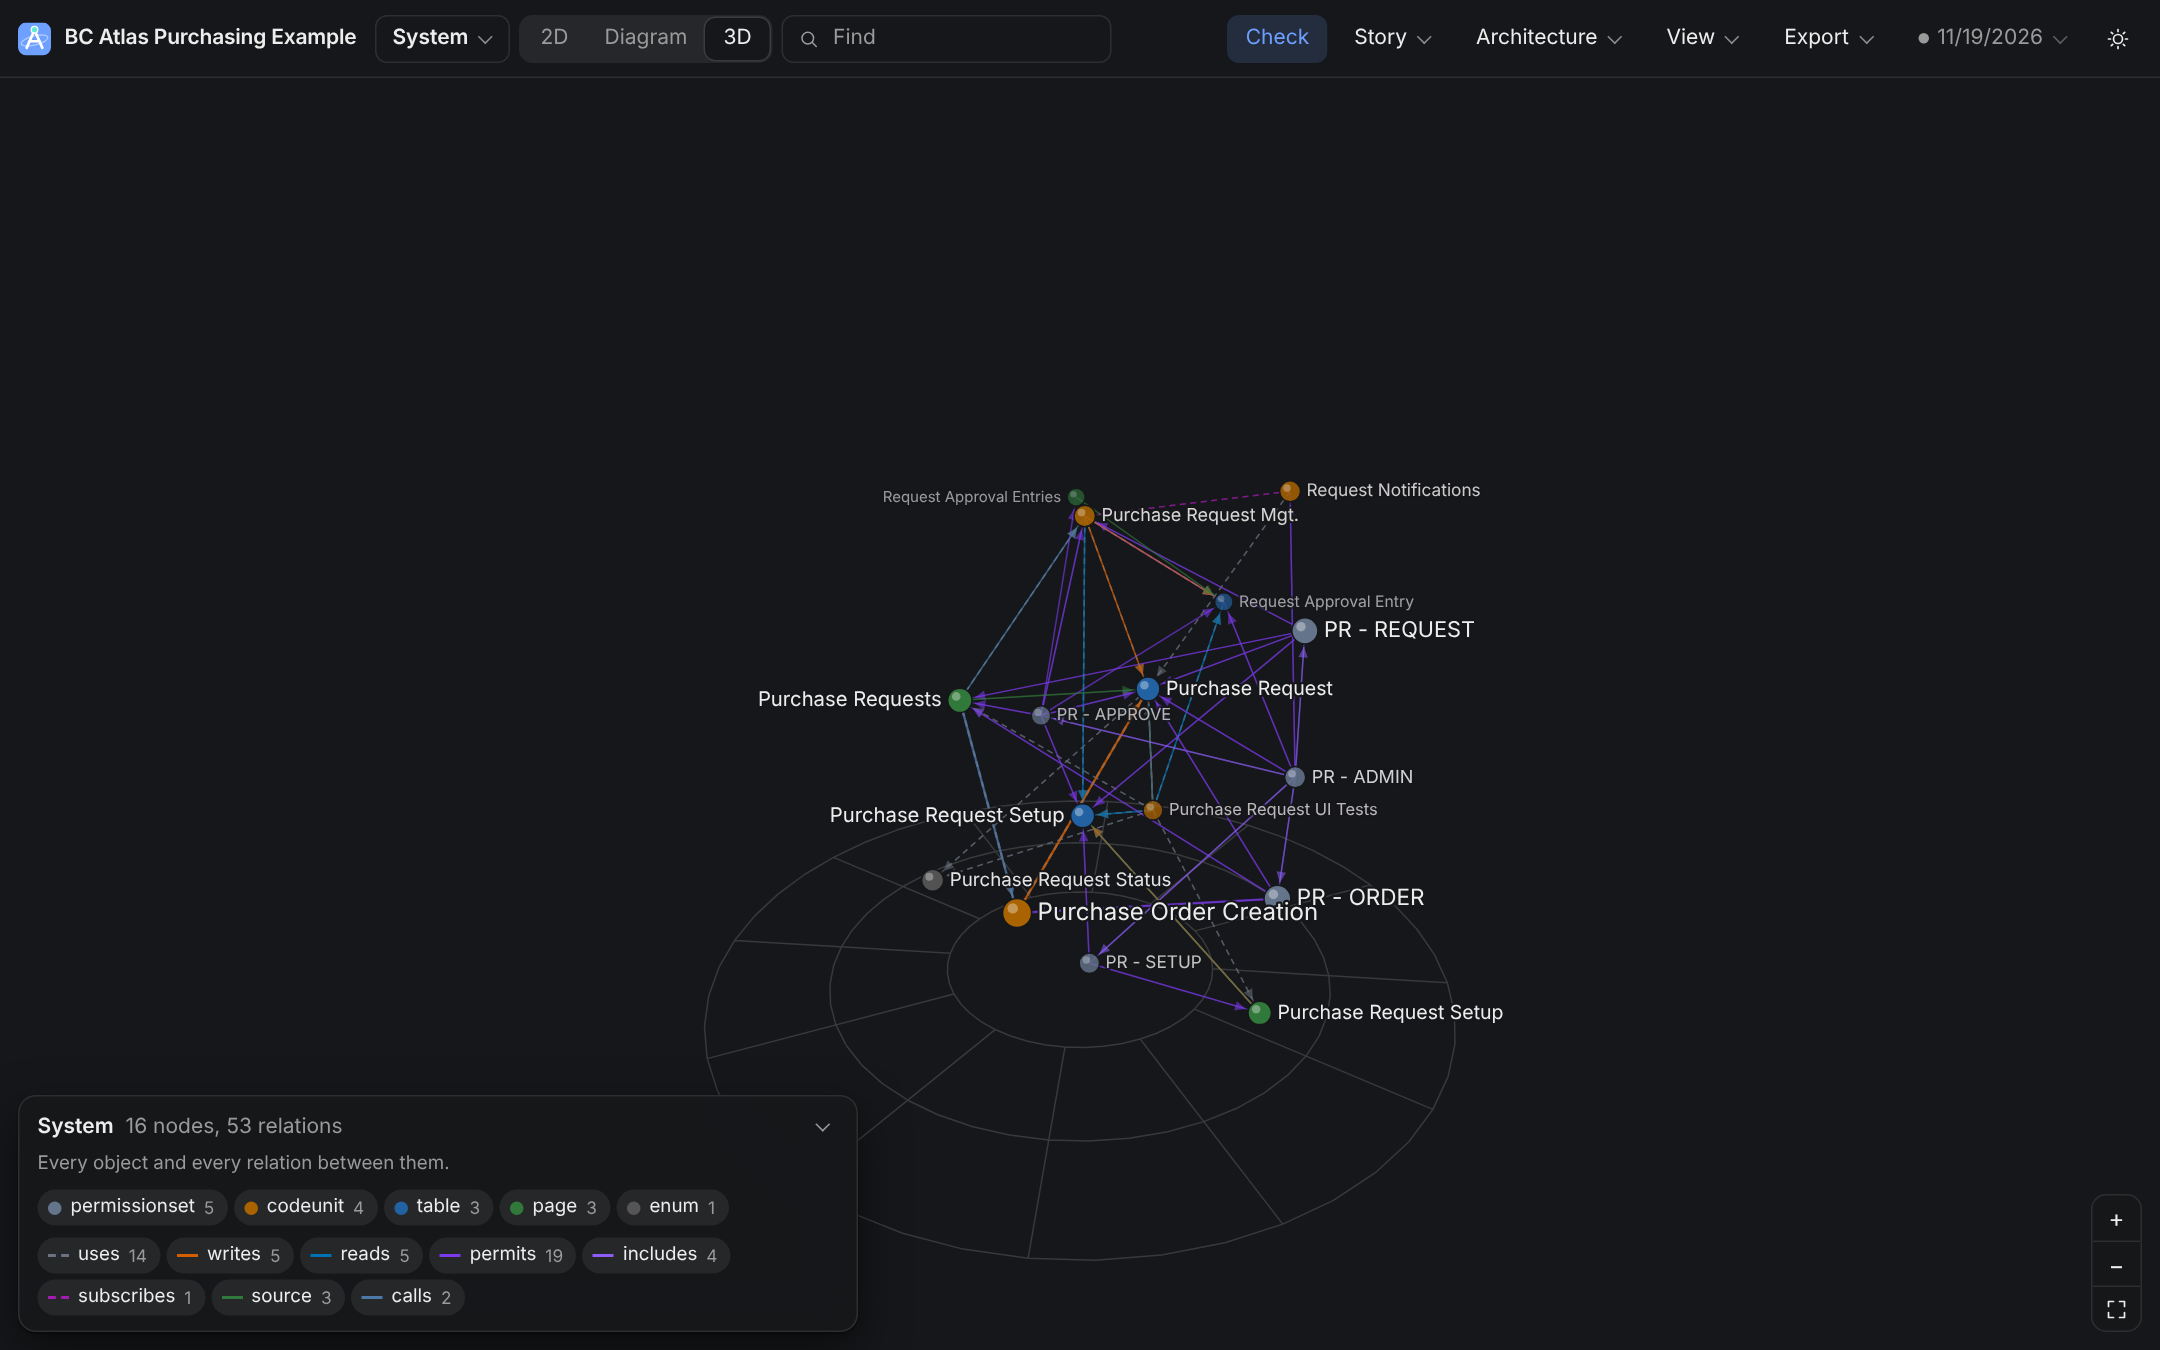 BC Atlas Purchasing Example
System
2D Diagram 3D
Find
Check
Story
Architecture
View
Export
11/19/2026
Request Approval Entries
Request Notifications
Purchase Request Mgt.
Request Approval Entry
PR - REQUEST
Purchase Requests
Purchase Request
PR - APPROVE
PR - ADMIN
Purchase Request Setup
Purchase Request UI Tests
Purchase Request Status
PR - ORDER
Purchase Order Creation
PR - SETUP
Purchase Request Setup
System 16 nodes, 53 relations
Every object and every relation between them.
permissionset 5 codeunit 4 table 3 page 3 enum 1
uses 14 writes 5 reads 5 permits 19 includes 4
subscribes 1 source 3 calls 2
+
−